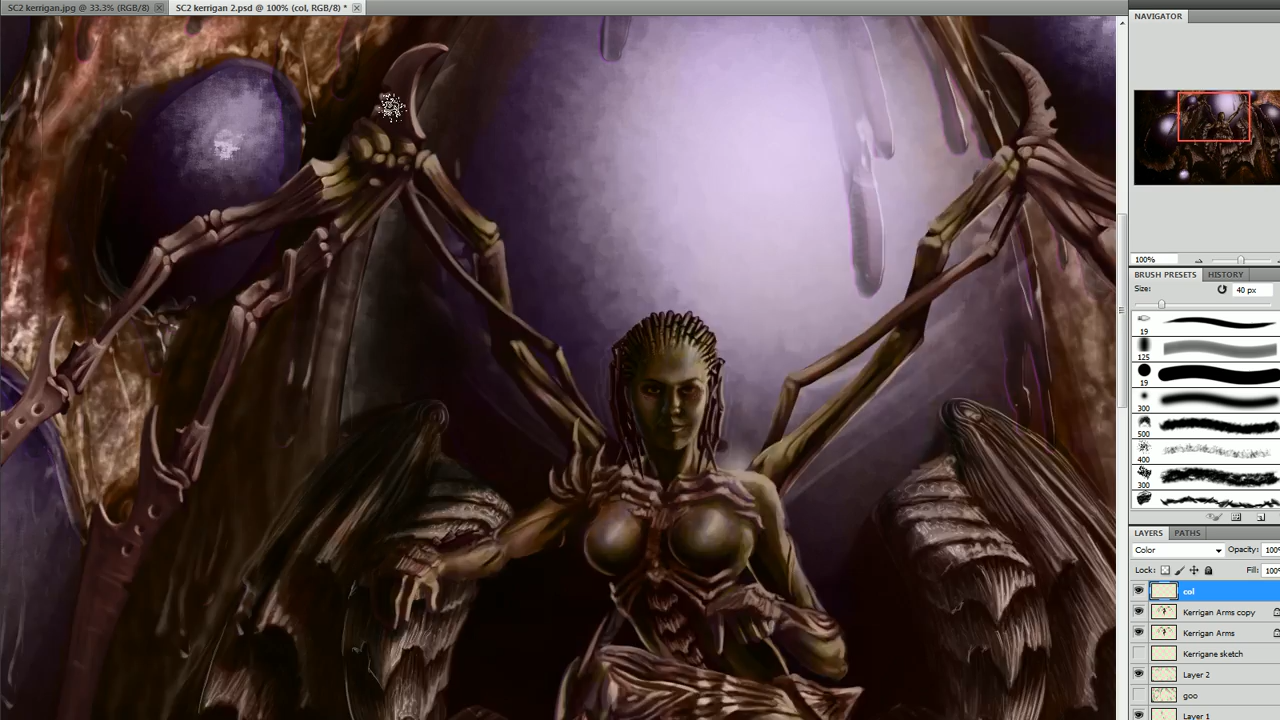 SC2 kerrigan.jpg @ 33.3% (RGB/8)
SC2 kerrigan 2.psd @ 100% (col, RGB/8) *
NAVIGATOR
100%
BRUSH PRESETS
HISTORY
Size:
40 px
19
125
19
300
500
400
300
LAYERS
PATHS
Color
Opacity:
100%
Lock:
Fill:
100%
col
Kerrigan Arms copy
Kerrigan Arms
Kerrigane sketch
Layer 2
goo
Layer 1